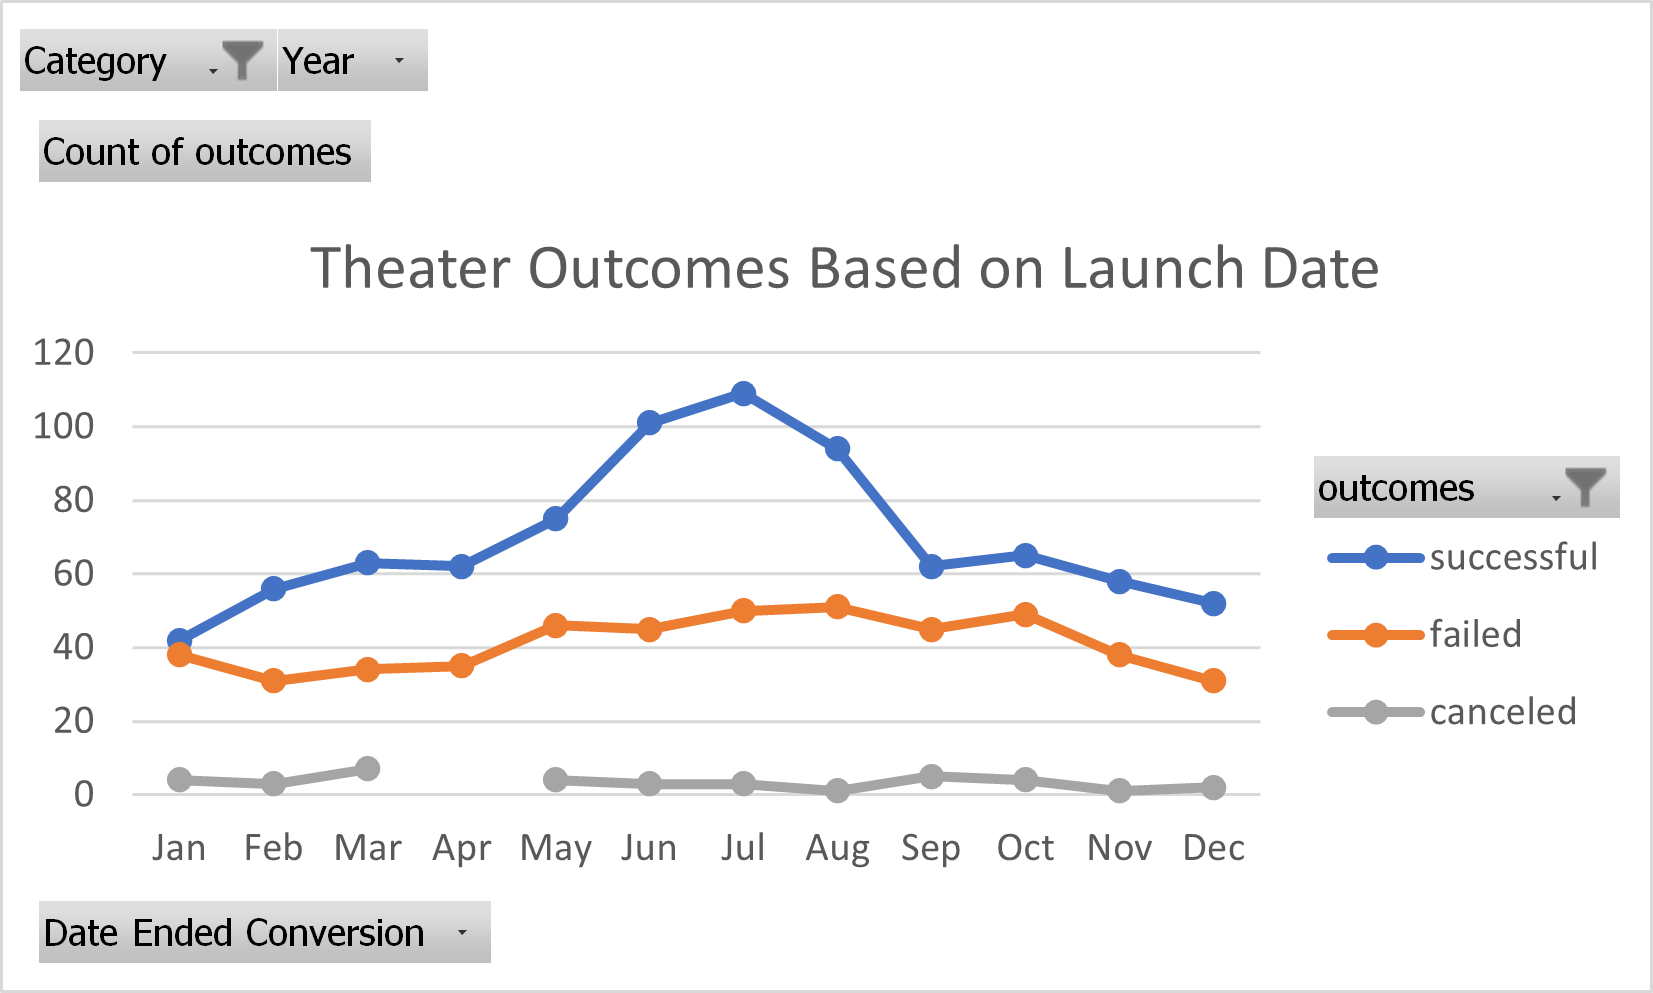 Category Year
Count of outcomes
Theater Outcomes Based on Launch Date
120
100
80
60
40
20
0
Jan Feb Mar Apr May Jun Jul Aug Sep Oct Nov Dec
outcomes
successful
failed
canceled
Date Ended Conversion